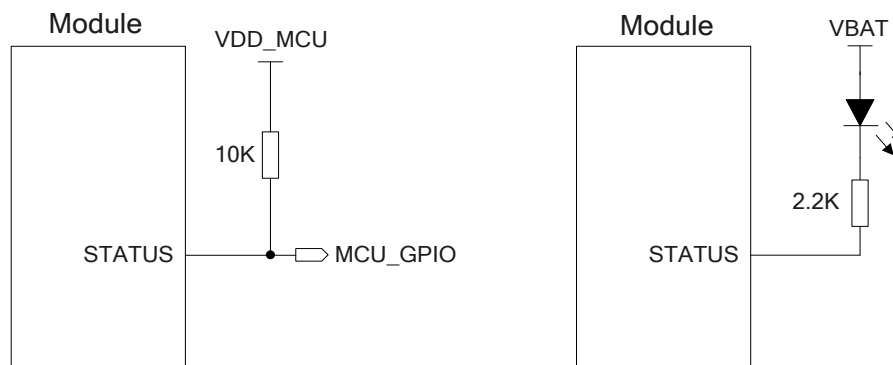 Module
VDD_MCU
10K
STATUS
MCU_GPIO
Module
VBAT
2.2K
STATUS